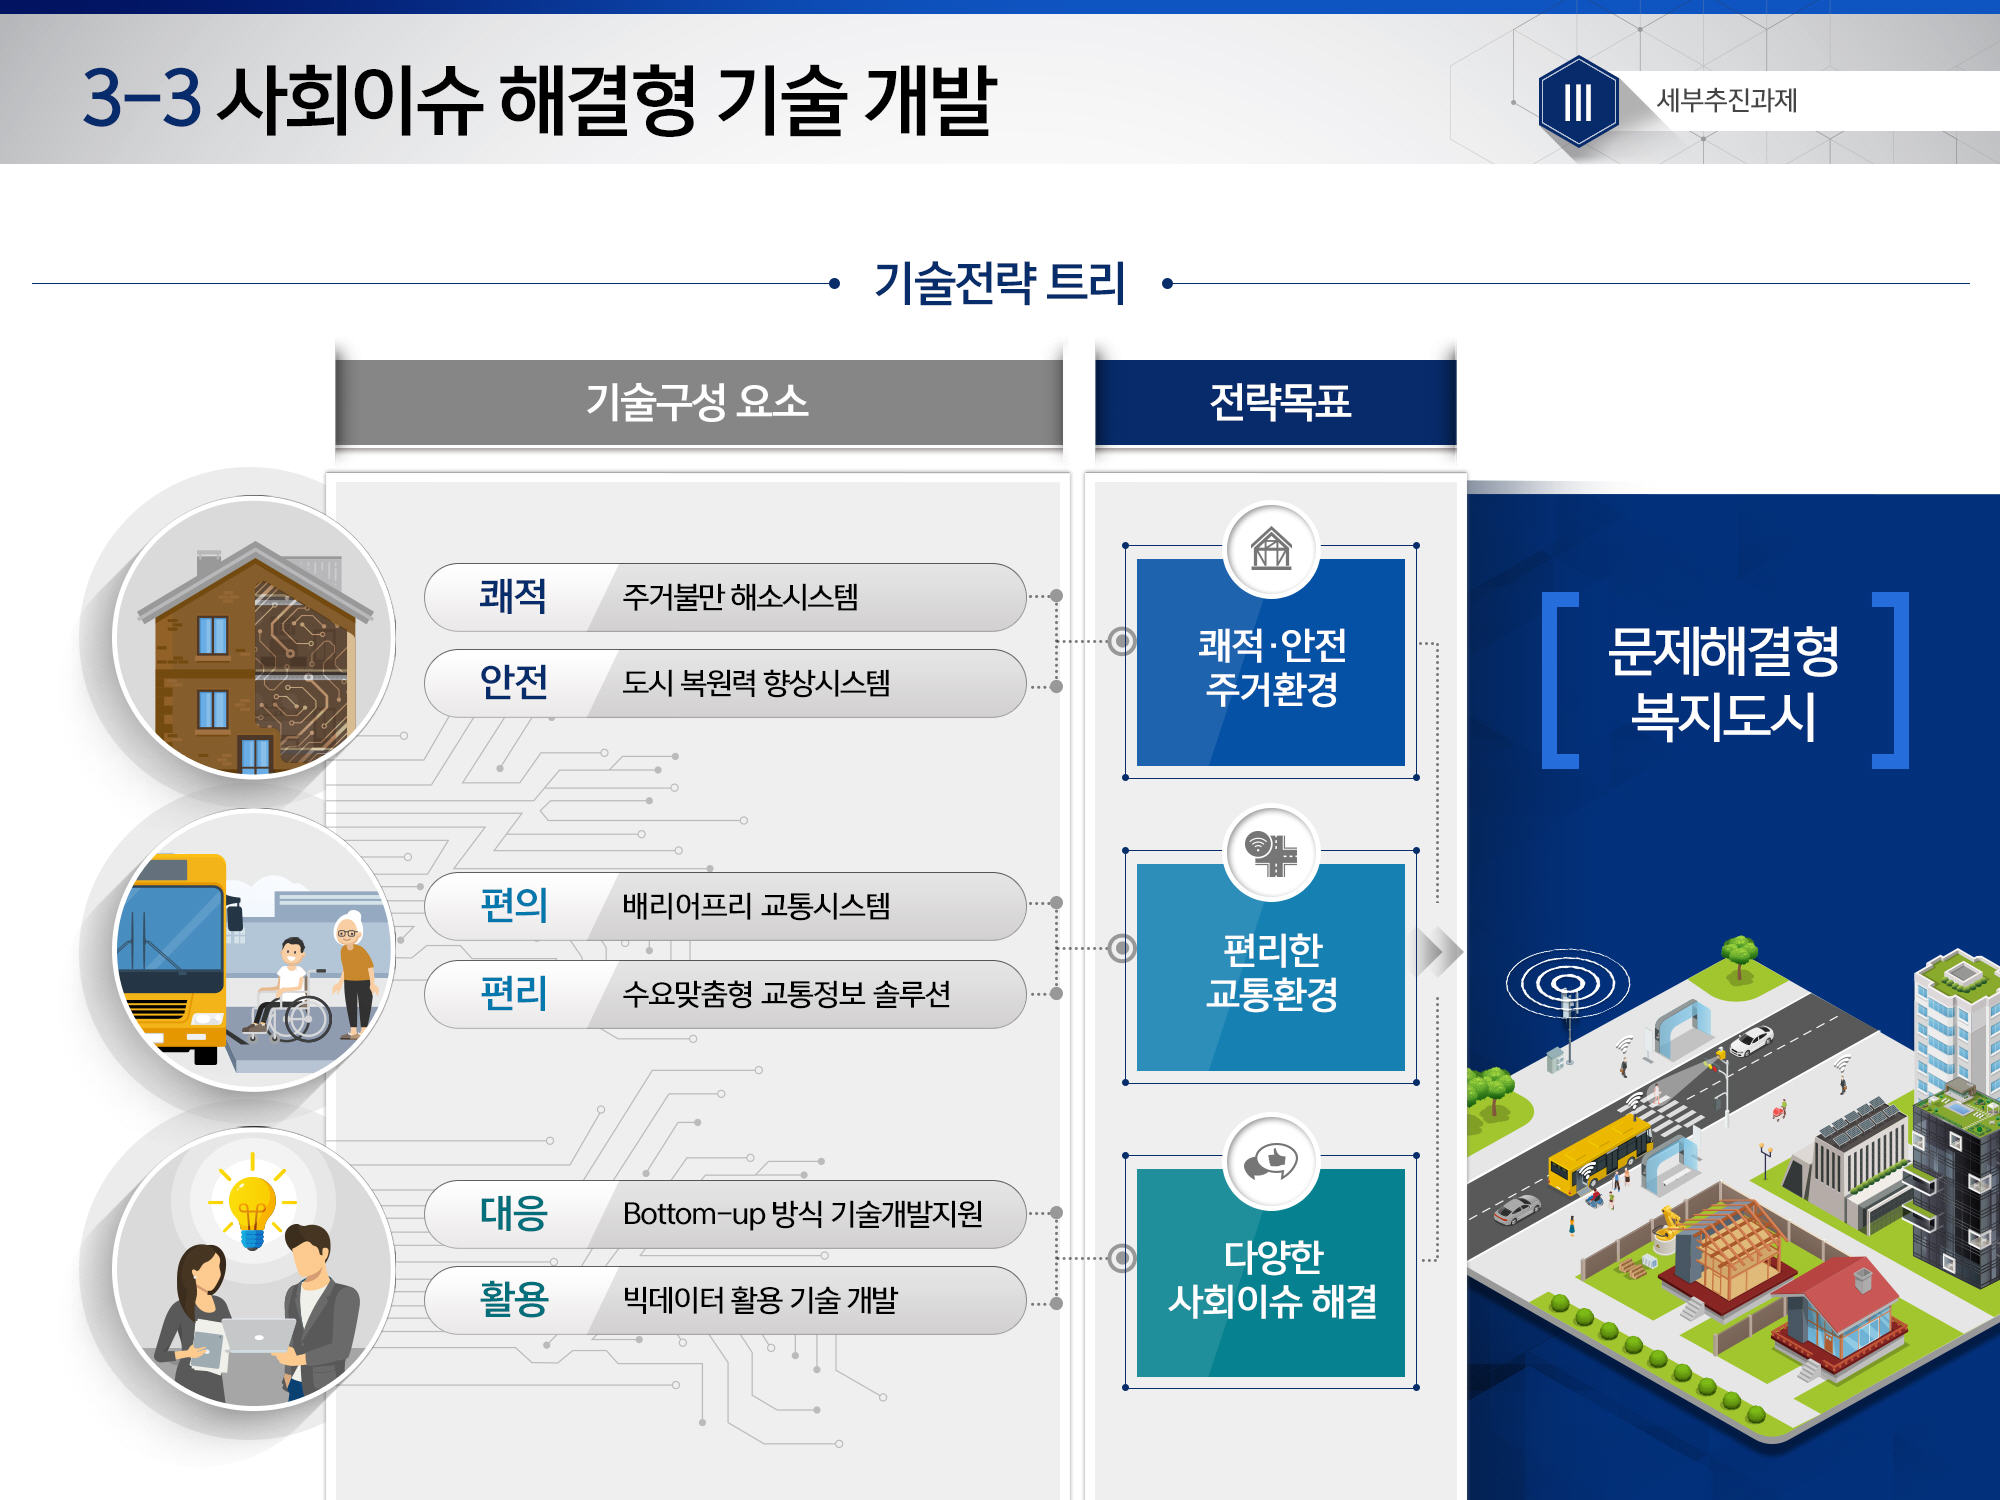 3-3 사회이슈 해결형 기술 개발
III 세부추진과제
기술전략 트리
기술구성 요소
전략목표
쾌적 주거불만 해소시스템
안전 도시 복원력 향상시스템
쾌적·안전
주거환경
편의 배리어프리 교통시스템
편리 수요맞춤형 교통정보 솔루션
편리한
교통환경
대응 Bottom-up 방식 기술개발지원
활용 빅데이터 활용 기술 개발
다양한
사회이슈 해결
문제해결형
복지도시